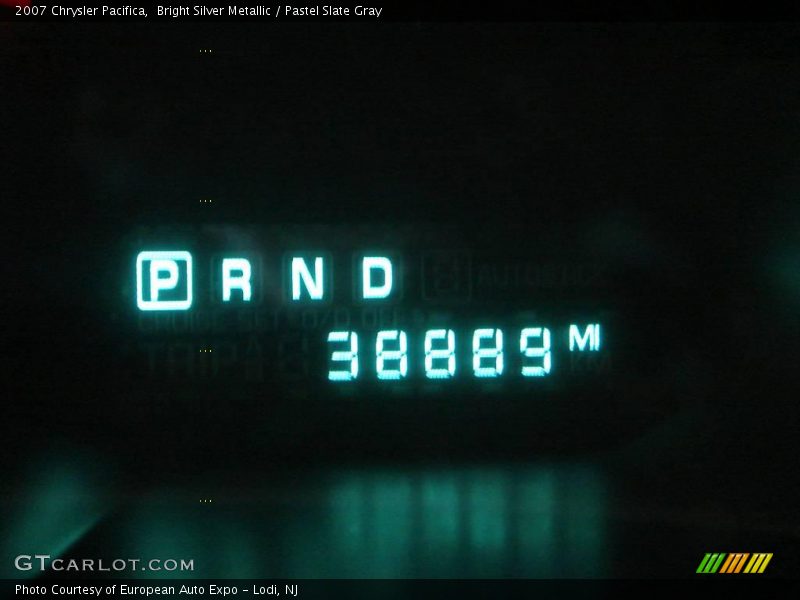 2007 Chrysler Pacifica,  Bright Silver Metallic / Pastel Slate Gray
P R N D
38889 MI
GTCARLOT.COM
Photo Courtesy of European Auto Expo - Lodi, NJ